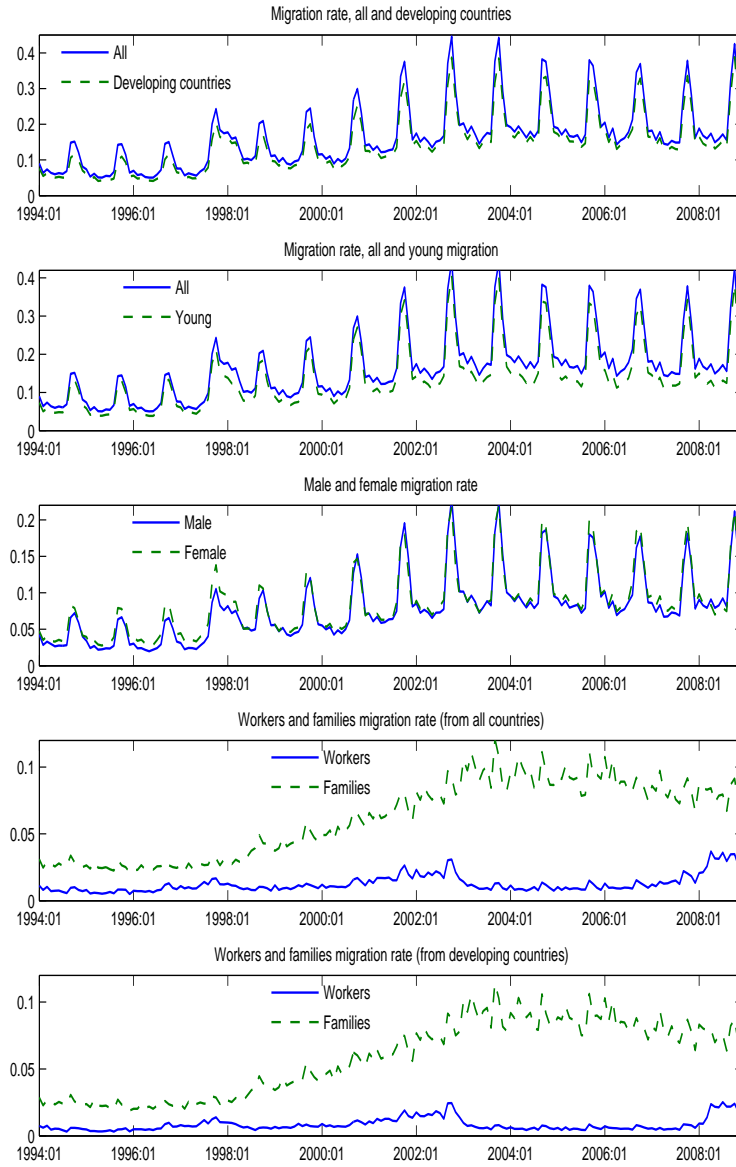 Migration rate, all and developing countries
All
Developing countries
0.4
0.3
0.2
0.1
0
1994:01 1996:01 1998:01 2000:01 2002:01 2004:01 2006:01 2008:01
Migration rate, all and young migration
All
Young
0.4
0.3
0.2
0.1
0
1994:01 1996:01 1998:01 2000:01 2002:01 2004:01 2006:01 2008:01
Male and female migration rate
Male
Female
0.2
0.15
0.1
0.05
0
1994:01 1996:01 1998:01 2000:01 2002:01 2004:01 2006:01 2008:01
Workers and families migration rate (from all countries)
Workers
Families
0.1
0.05
0
1994:01 1996:01 1998:01 2000:01 2002:01 2004:01 2006:01 2008:01
Workers and families migration rate (from developing countries)
Workers
Families
0.1
0.05
0
1994:01 1996:01 1998:01 2000:01 2002:01 2004:01 2006:01 2008:01